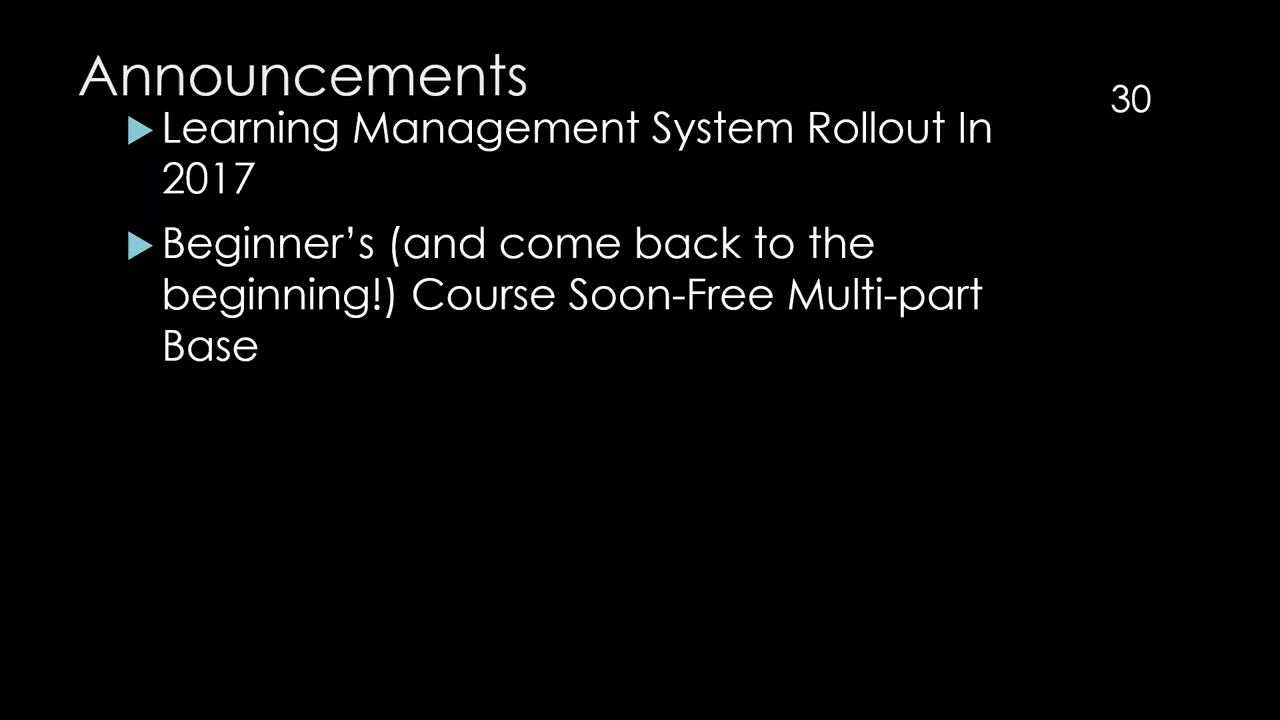 Announcements
30
Learning Management System Rollout In
2017
Beginner’s (and come back to the
beginning!) Course Soon-Free Multi-part
Base